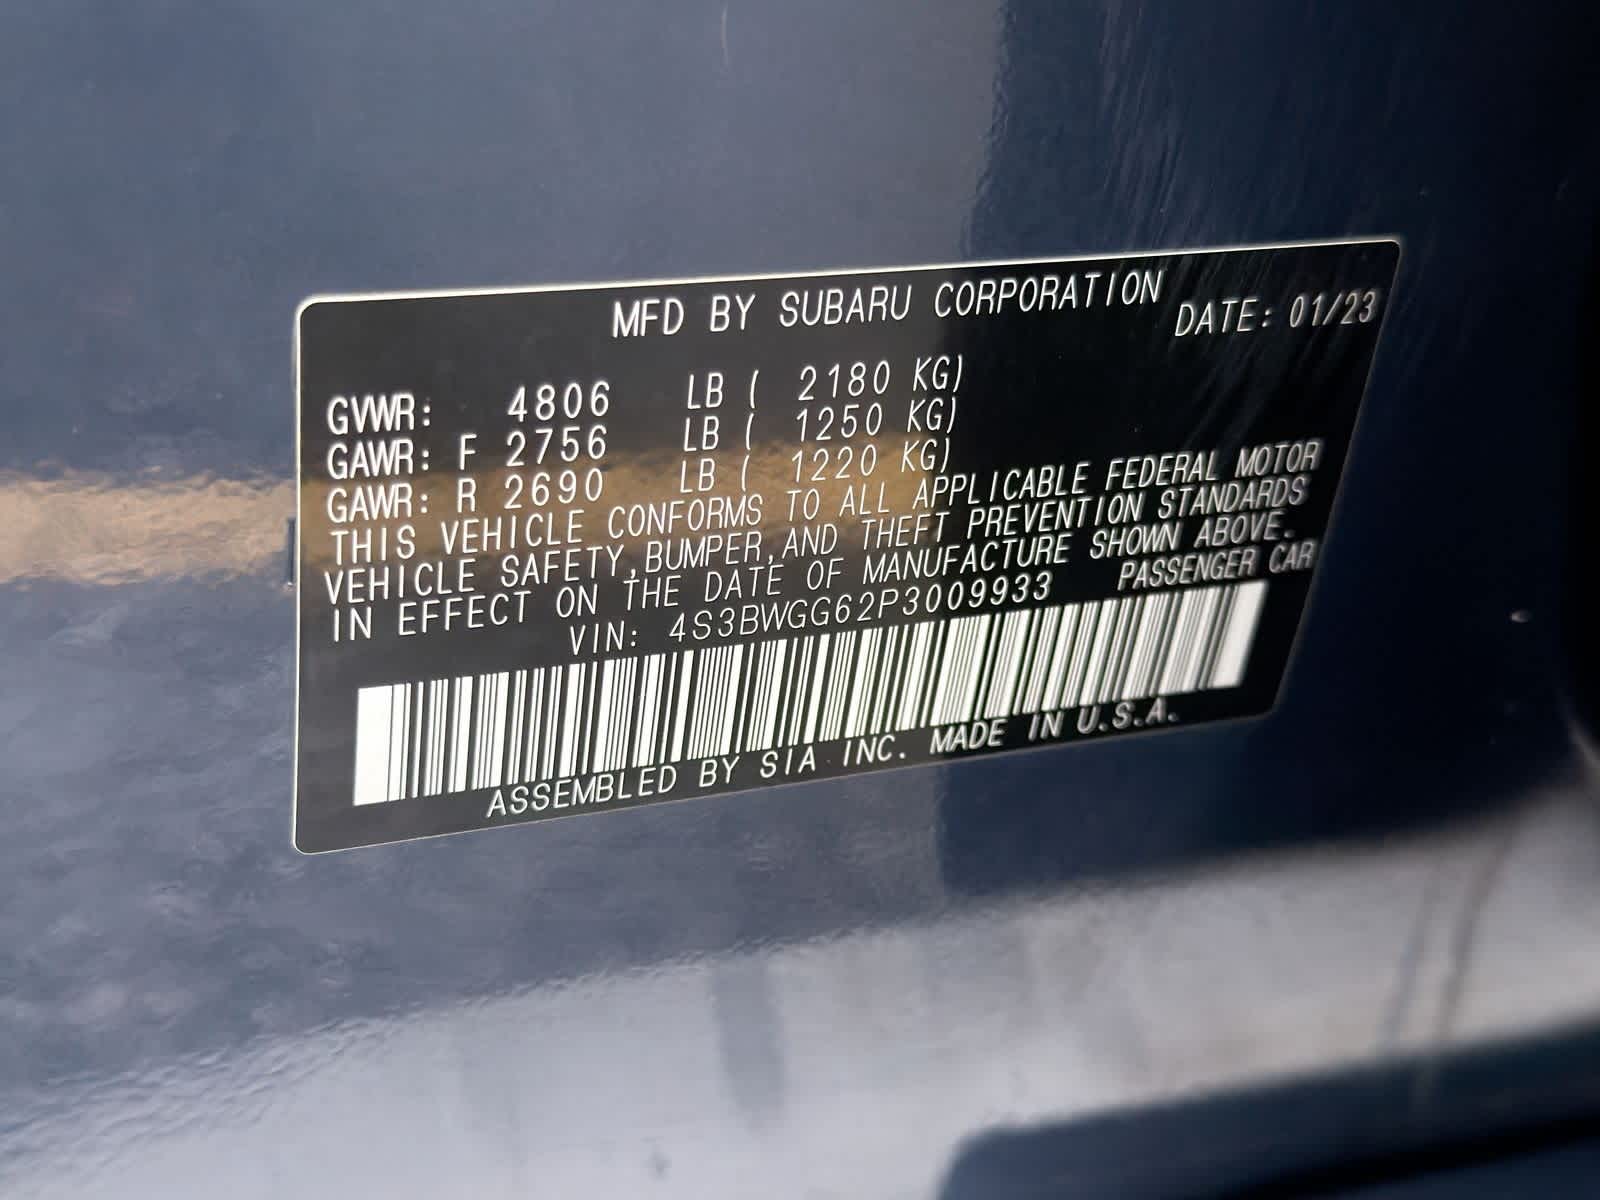 MFD BY SUBARU CORPORATION DATE: 01/23
GVWR: 4806 LB ( 2180 KG)
GAWR: F 2756 LB ( 1250 KG)
GAWR: R 2690 LB ( 1220 KG)
THIS VEHICLE CONFORMS TO ALL APPLICABLE FEDERAL MOTOR
VEHICLE SAFETY,BUMPER,AND THEFT PREVENTION STANDARDS
IN EFFECT ON THE DATE OF MANUFACTURE SHOWN ABOVE.
VIN: 4S3BWGG62P3009933 PASSENGER CAR
ASSEMBLED BY SIA INC. MADE IN U.S.A.